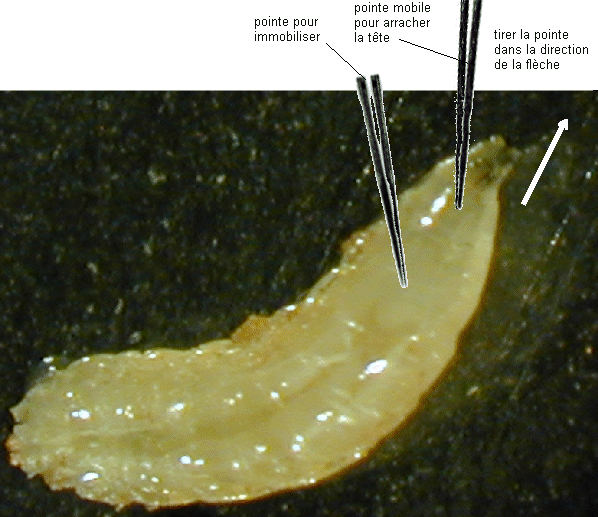 pointe pour
immobiliser
pointe mobile
pour arracher
la tête
tirer la pointe
dans la direction
de la flèche